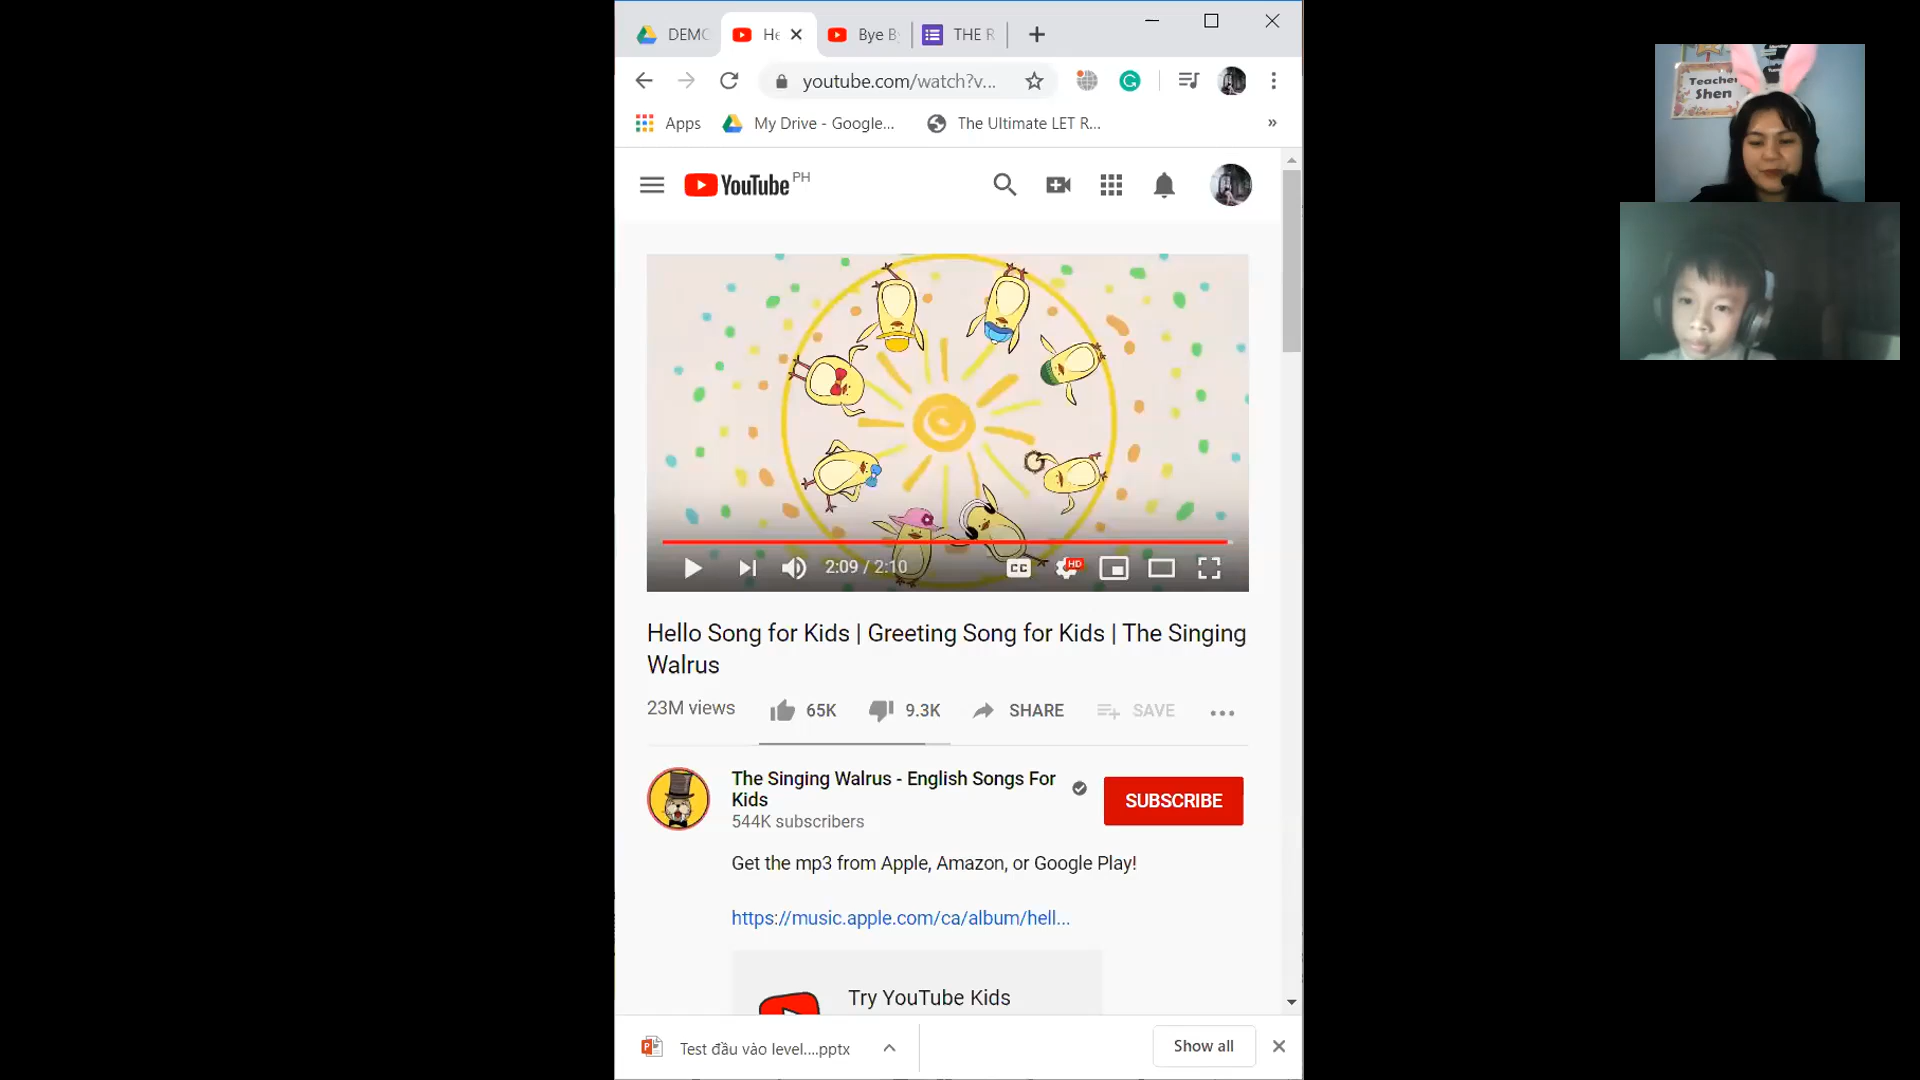 DEMO
He
Bye B
THE R
youtube.com/watch?v...
Apps
My Drive - Google...
The Ultimate LET R...
»
YouTube PH
2:09 / 2:10
CC
HD
Hello Song for Kids | Greeting Song for Kids | The Singing
Walrus
23M views
65K
9.3K
SHARE
SAVE
The Singing Walrus - English Songs For
Kids
544K subscribers
SUBSCRIBE
Get the mp3 from Apple, Amazon, or Google Play!
https://music.apple.com/ca/album/hell...
Try YouTube Kids
Test đầu vào level....pptx
Show all
Teacher
Shen